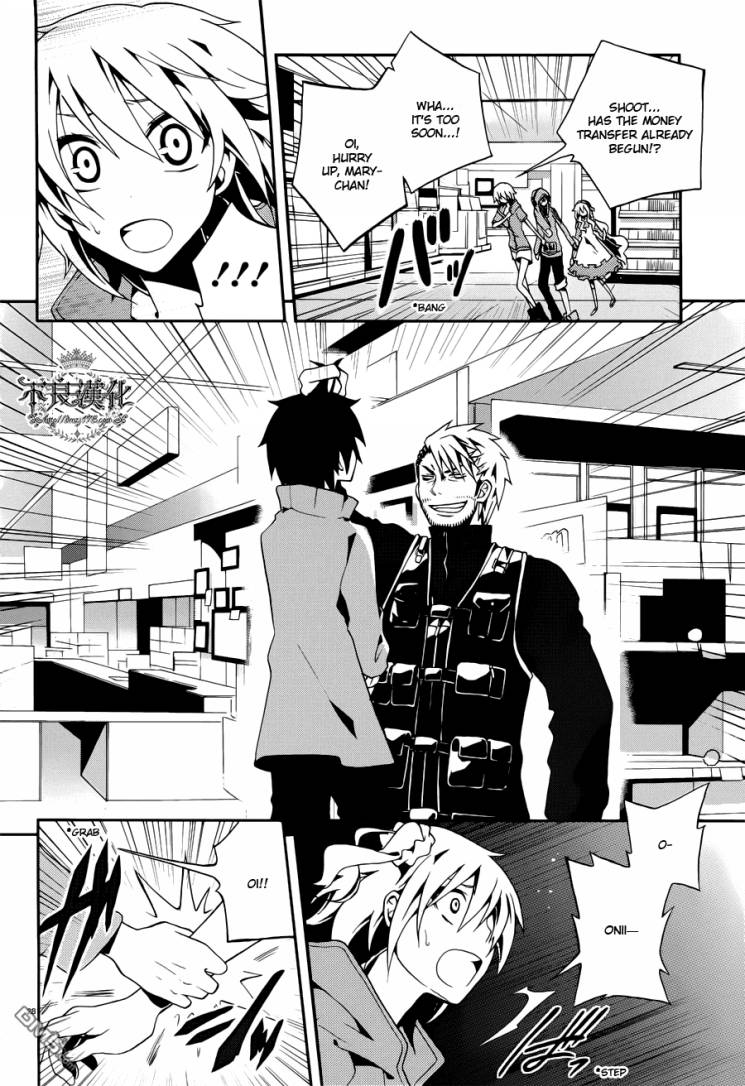 SHOOT...
HAS THE MONEY
TRANSFER ALREADY
BEGUN!?
WHA...
IT'S TOO
SOON...!
OI,
HURRY
UP, MARY-
CHAN!
バッ
*BANG
!!!!
不良漢化
O-
ONII—
OI!!
*GRAB
*STEP